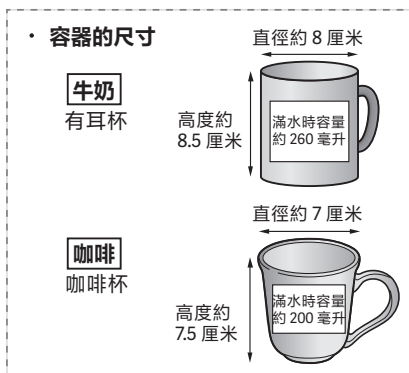 · 容器的尺寸
直徑約 8 厘米
牛奶
有耳杯
高度約
8.5 厘米
滿水時容量
約 260 毫升
直徑約 7 厘米
咖啡
咖啡杯
高度約
7.5 厘米
滿水時容量
約 200 毫升